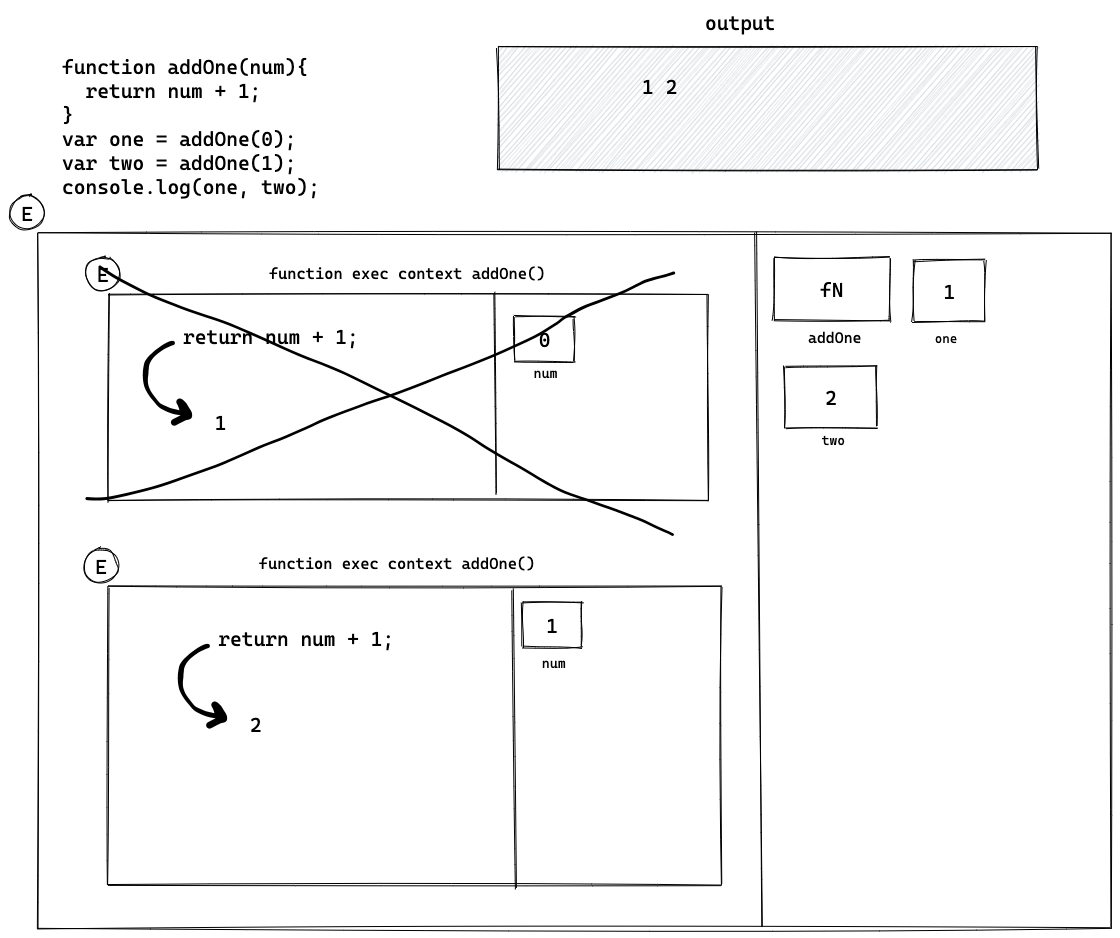 output
function addOne(num){
  return num + 1;
}
var one = addOne(0);
var two = addOne(1);
console.log(one, two);
1 2
E
E
function exec context addOne()
return num + 1;
1
0
num
fN
addOne
1
one
2
two
E
function exec context addOne()
return num + 1;
2
1
num